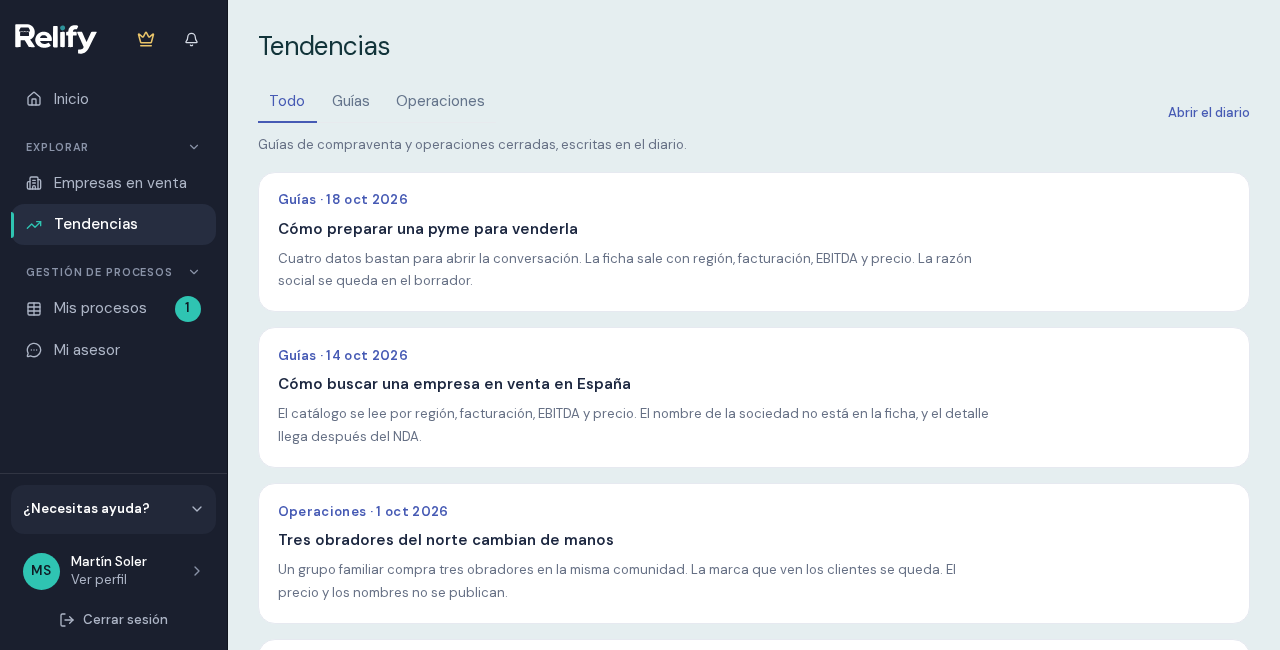 Relify
Inicio
EXPLORAR
Empresas en venta
Tendencias
GESTIÓN DE PROCESOS
Mis procesos 1
Mi asesor
¿Necesitas ayuda?
MS
Martín Soler
Ver perfil
Cerrar sesión
Tendencias
Todo Guías Operaciones
Abrir el diario
Guías de compraventa y operaciones cerradas, escritas en el diario.
Guías · 18 oct 2026
Cómo preparar una pyme para venderla
Cuatro datos bastan para abrir la conversación. La ficha sale con región, facturación, EBITDA y precio. La razón
social se queda en el borrador.
Guías · 14 oct 2026
Cómo buscar una empresa en venta en España
El catálogo se lee por región, facturación, EBITDA y precio. El nombre de la sociedad no está en la ficha, y el detalle
llega después del NDA.
Operaciones · 1 oct 2026
Tres obradores del norte cambian de manos
Un grupo familiar compra tres obradores en la misma comunidad. La marca que ven los clientes se queda. El
precio y los nombres no se publican.